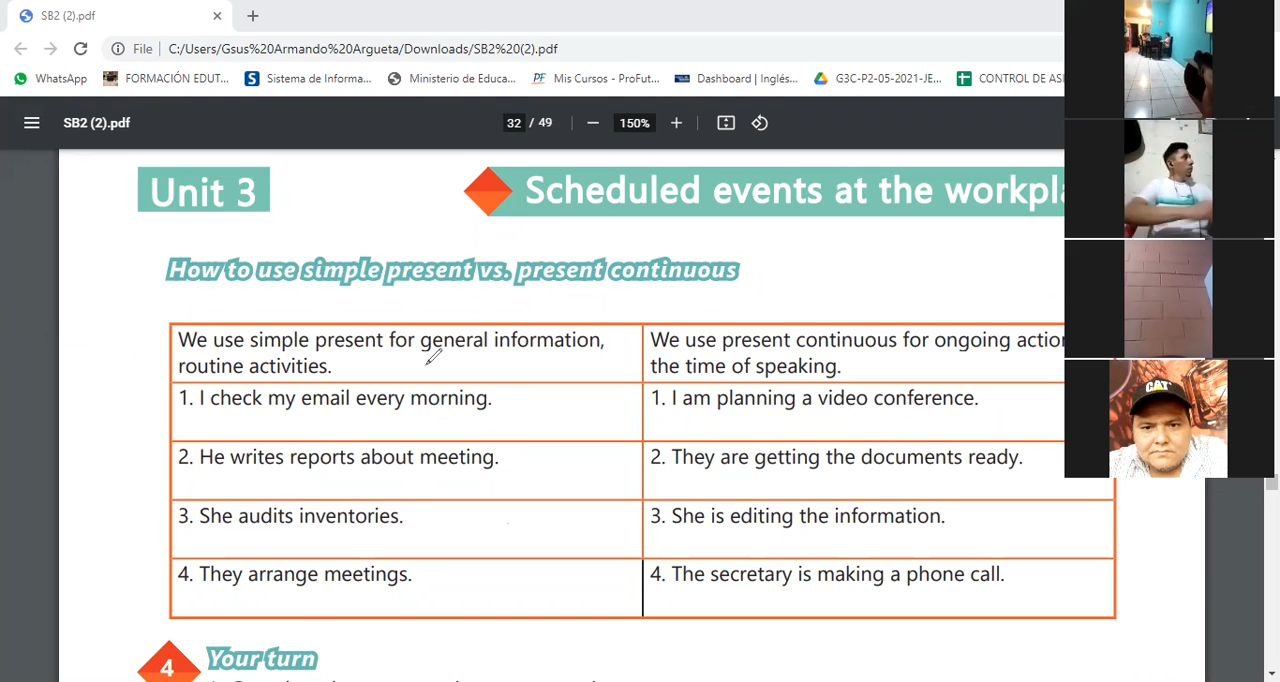 SB2 (2).pdf
File | C:/Users/Gsus%20Armando%20Argueta/Downloads/SB2%20(2).pdf
WhatsApp FORMACIÓN EDUT... Sistema de Informa... Ministerio de Educa... Mis Cursos - ProFut... Dashboard | Inglés,... G3C-P2-05-2021-JE... CONTROL DE ASI
SB2 (2).pdf 32 / 49 150%
Unit 3 Scheduled events at the workpla
How to use simple present vs. present continuous
We use simple present for general information,
routine activities.
We use present continuous for ongoing action
the time of speaking.
1. I check my email every morning.
1. I am planning a video conference.
2. He writes reports about meeting.
2. They are getting the documents ready.
3. She audits inventories.
3. She is editing the information.
4. They arrange meetings.
4. The secretary is making a phone call.
4 Your turn
CAT